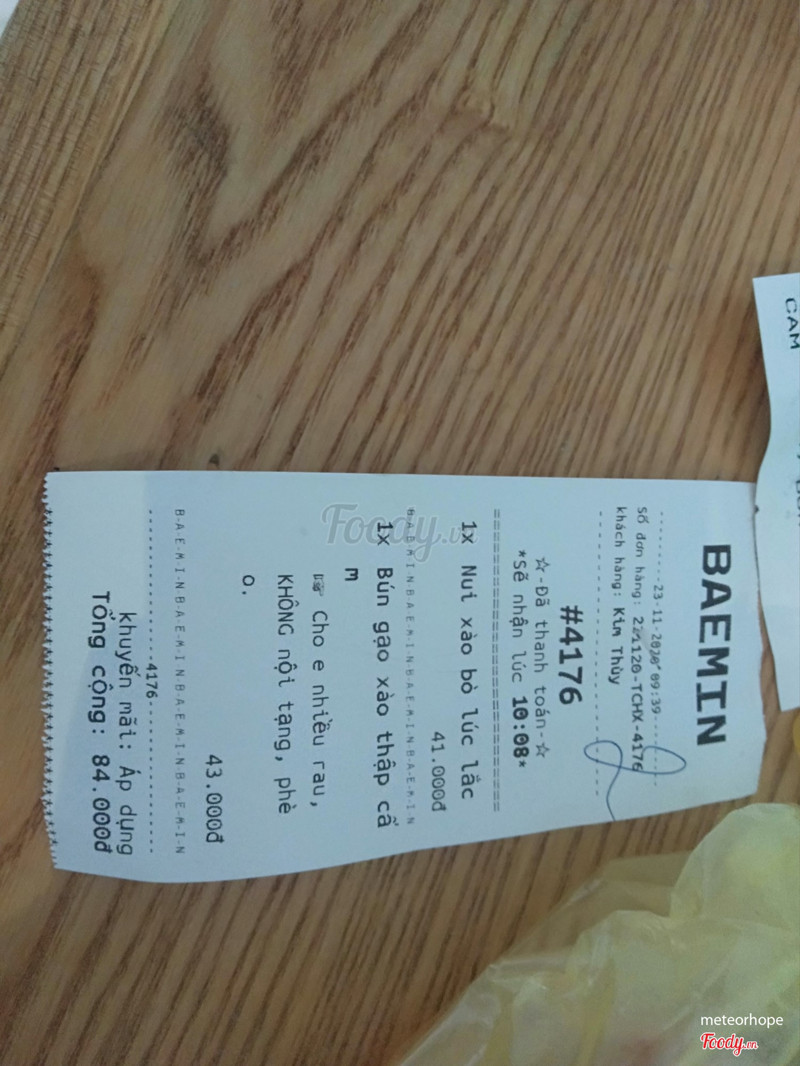 BAEMIN
---------23-11-2020 09:39---------
Số đơn hàng: -TCHX-4176
khách hàng: Kim Thủy
#4176
☆-Đã thanh toán-☆
*Sẽ nhận lúc 10:08*
================================
1x Nui xào bò lúc lắc
41.000đ
B-A-E-M-I-N-B-A-E-M-I-N-B-A-E-M-I-N-B-A-E-M-I-N
1x Bún gạo xào thập cẩ
m
☞ Cho e nhiều rau,
KHÔNG nội tạng, phè
o.
43.000đ
B-A-E-M-I-N-B-A-E-M-I-N-B-A-E-M-I-N-B-A-E-M-I-N
---------------4176---------------
khuyến mãi: Áp dụng
Tổng cộng: 84.000đ
CAM
Foody.vn
meteorhope
Foody.vn